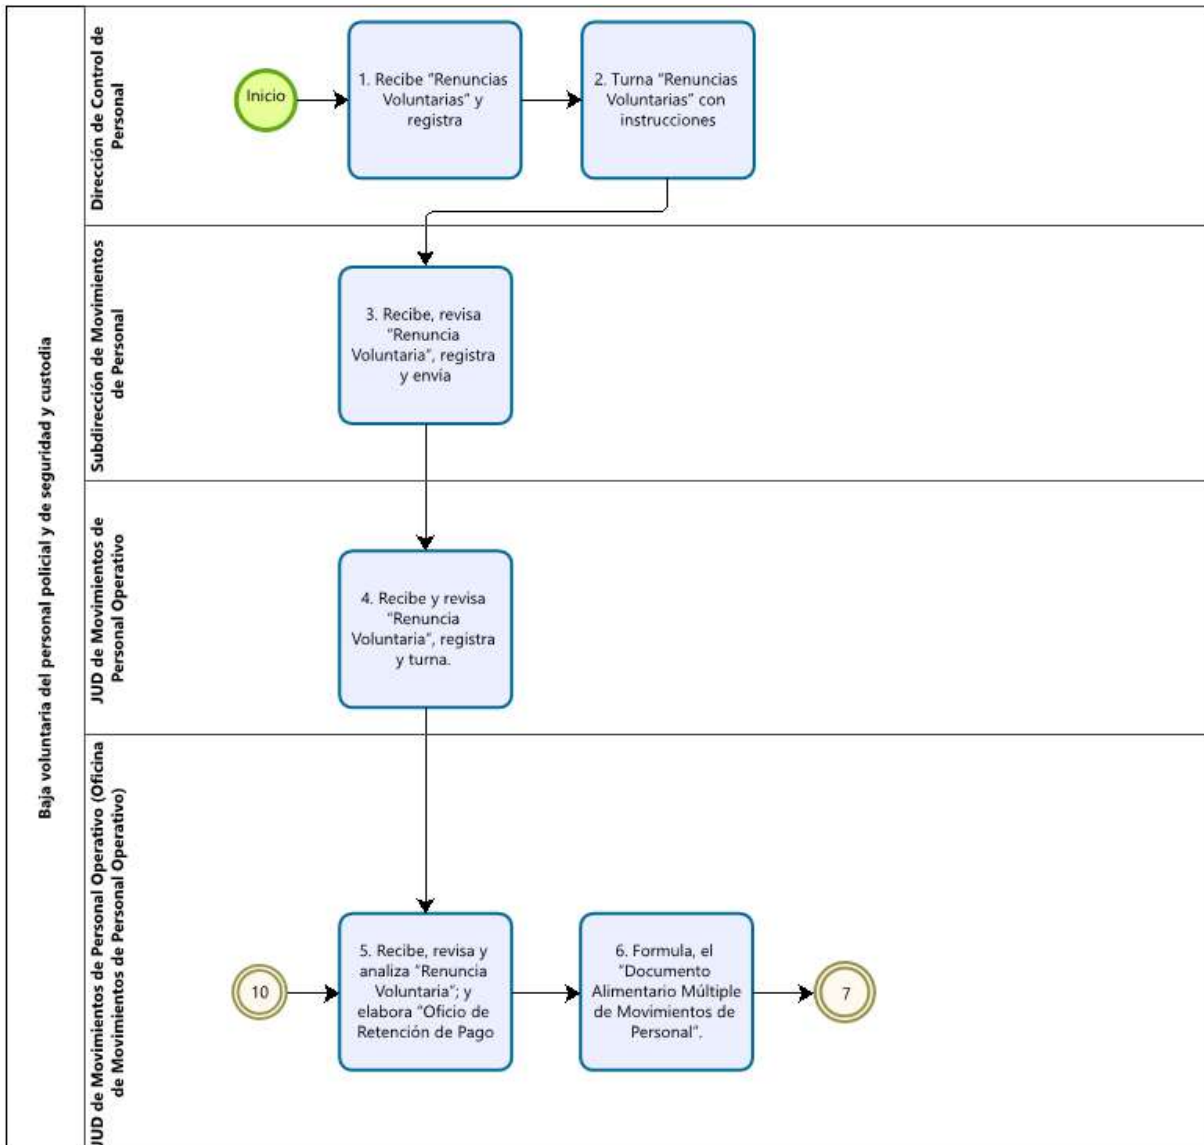 Baja voluntaria del personal policial y de seguridad y custodia
Dirección de Control de
Personal
Inicio
1. Recibe “Renuncias
Voluntarias” y
registra
2. Turna “Renuncias
Voluntarias” con
instrucciones
Subdirección de Movimientos
de Personal
3. Recibe, revisa
“Renuncia
Voluntaria”, registra
y envía
JUD de Movimientos de
Personal Operativo
4. Recibe y revisa
“Renuncia
Voluntaria”, registra
y turna.
JUD de Movimientos de Personal Operativo (Oficina
de Movimientos de Personal Operativo)
10
5. Recibe, revisa y
analiza “Renuncia
Voluntaria”; y
elabora “Oficio de
Retención de Pago
6. Formula, el
“Documento
Alimentario Múltiple
de Movimientos de
Personal”.
7